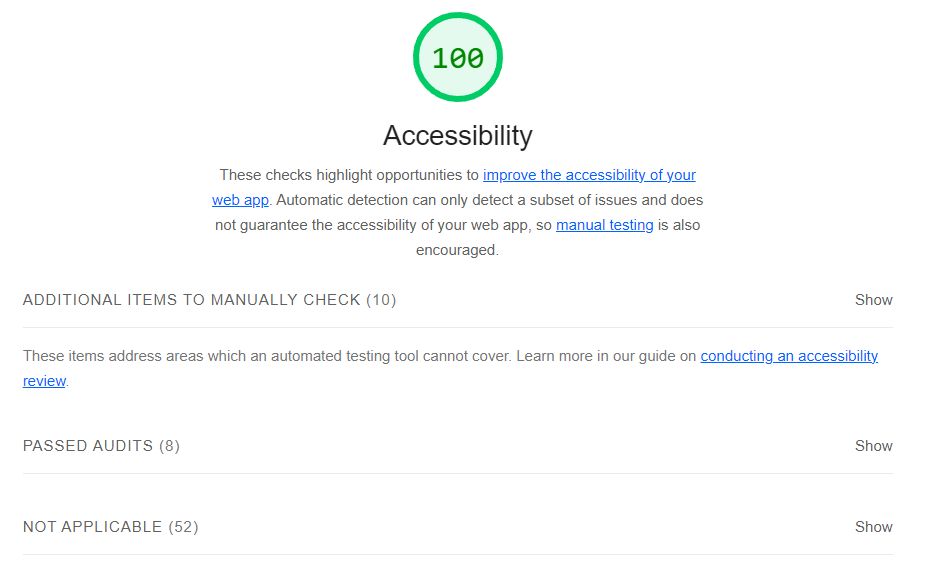 100
Accessibility
These checks highlight opportunities to improve the accessibility of your
web app. Automatic detection can only detect a subset of issues and does
not guarantee the accessibility of your web app, so manual testing is also
encouraged.
ADDITIONAL ITEMS TO MANUALLY CHECK (10) Show
These items address areas which an automated testing tool cannot cover. Learn more in our guide on conducting an accessibility
review.
PASSED AUDITS (8) Show
NOT APPLICABLE (52) Show